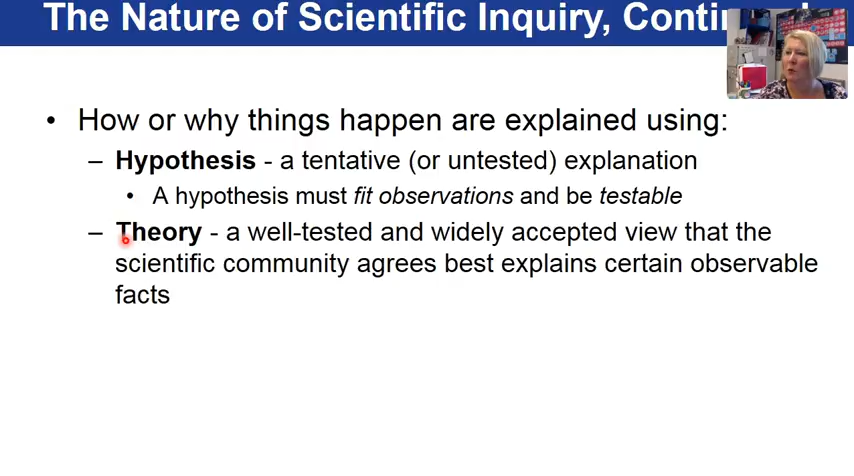 The Nature of Scientific Inquiry,
• How or why things happen are explained using:
– Hypothesis - a tentative (or untested) explanation
• A hypothesis must fit observations and be testable
– Theory - a well-tested and widely accepted view that the
scientific community agrees best explains certain observable
facts